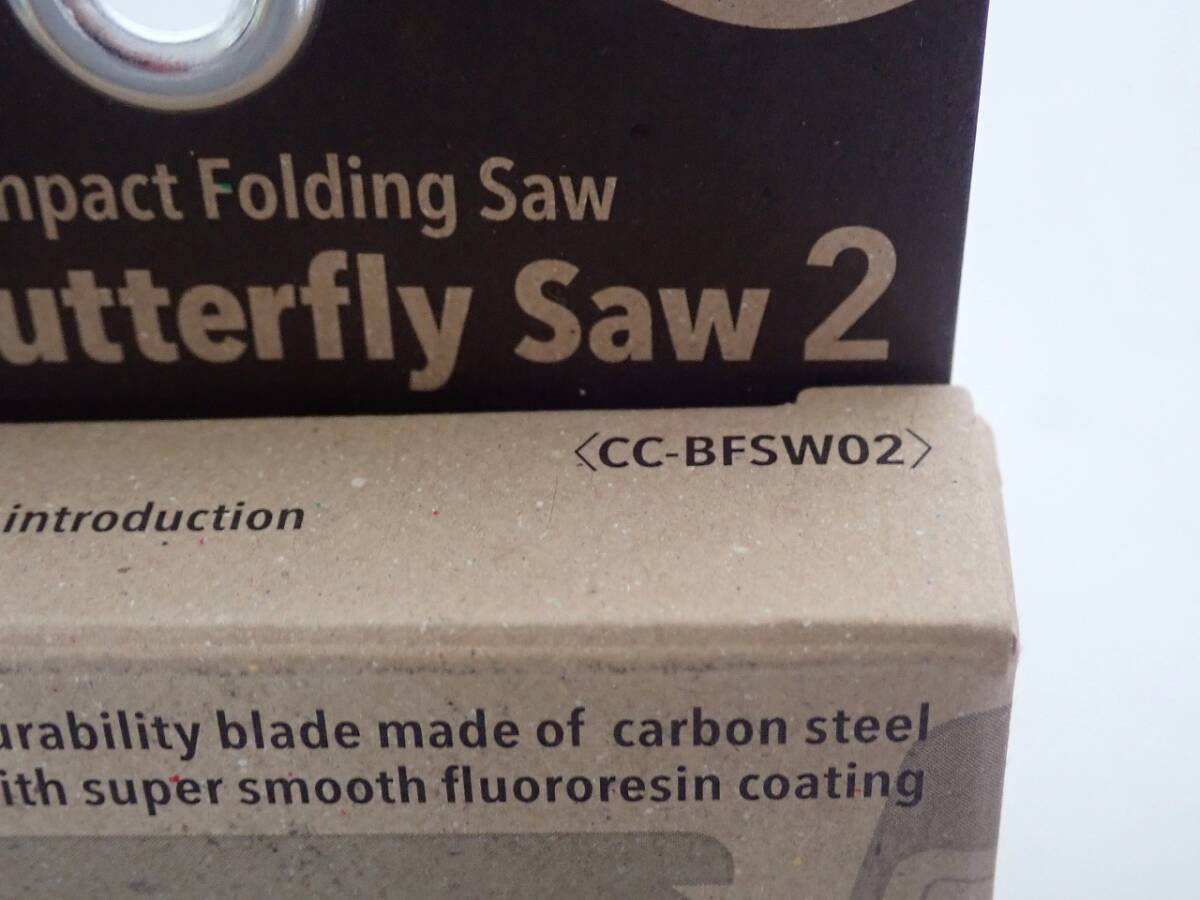 mpact Folding Saw
utterfly Saw 2
〈CC-BFSW02〉
introduction
urability blade made of carbon steel
ith super smooth fluororesin coating